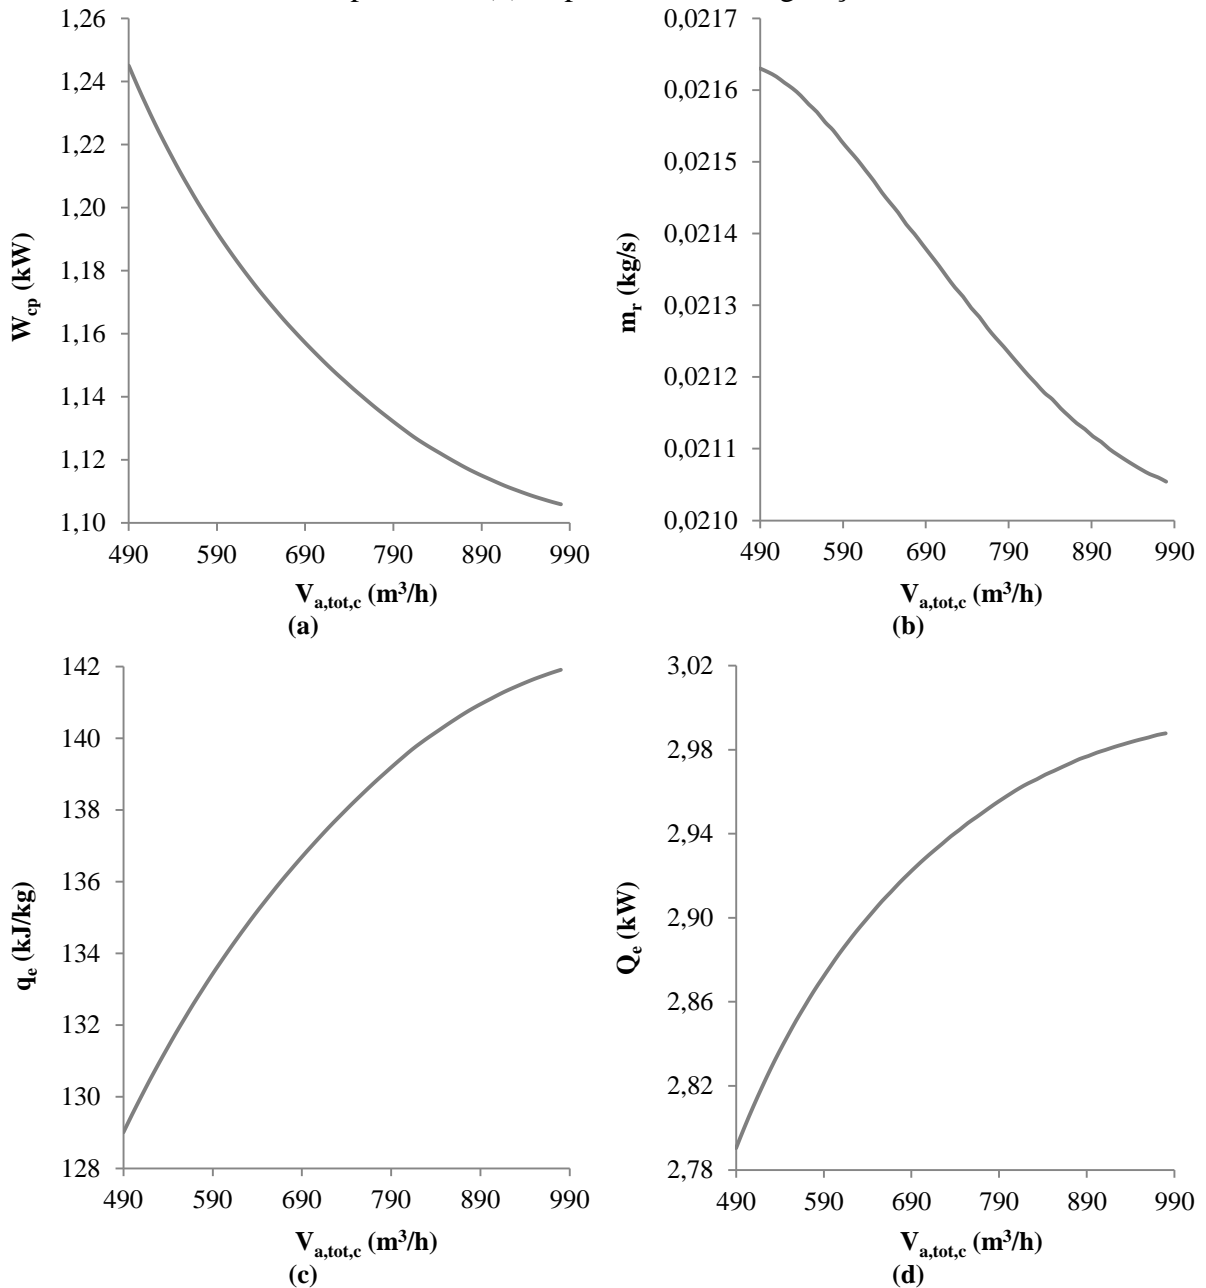 1,26
1,24
1,22
1,20
1,18
1,16
1,14
1,12
1,10
W_cp (kW)
490 590 690 790 890 990
V_a,tot,c (m³/h)
(a)
0,0217
0,0216
0,0215
0,0214
0,0213
0,0212
0,0211
0,0210
m_r (kg/s)
490 590 690 790 890 990
V_a,tot,c (m³/h)
(b)
142
140
138
136
134
132
130
128
q_e (kJ/kg)
490 590 690 790 890 990
V_a,tot,c (m³/h)
(c)
3,02
2,98
2,94
2,90
2,86
2,82
2,78
Q_e (kW)
490 590 690 790 890 990
V_a,tot,c (m³/h)
(d)